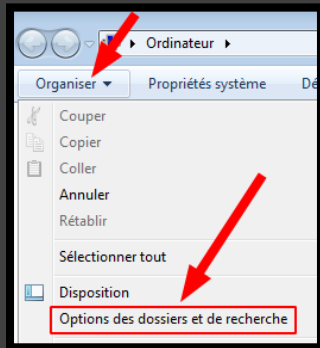 Ordinateur
Organiser Propriétés système
Couper
Copier
Coller
Annuler
Rétablir
Sélectionner tout
Disposition
Options des dossiers et de recherche